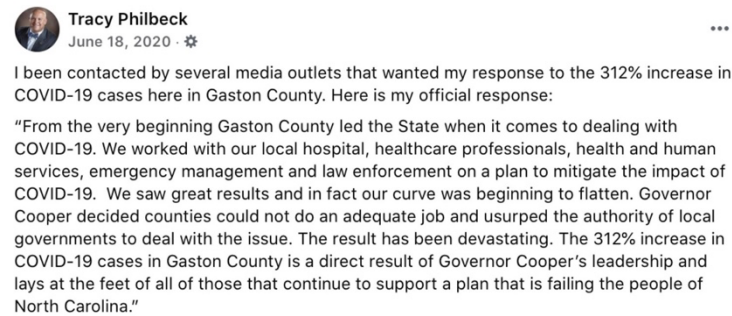 Tracy Philbeck
June 18, 2020 ·
I been contacted by several media outlets that wanted my response to the 312% increase in
COVID-19 cases here in Gaston County. Here is my official response:
“From the very beginning Gaston County led the State when it comes to dealing with
COVID-19. We worked with our local hospital, healthcare professionals, health and human
services, emergency management and law enforcement on a plan to mitigate the impact of
COVID-19.  We saw great results and in fact our curve was beginning to flatten. Governor
Cooper decided counties could not do an adequate job and usurped the authority of local
governments to deal with the issue. The result has been devastating. The 312% increase in
COVID-19 cases in Gaston County is a direct result of Governor Cooper’s leadership and
lays at the feet of all of those that continue to support a plan that is failing the people of
North Carolina.”